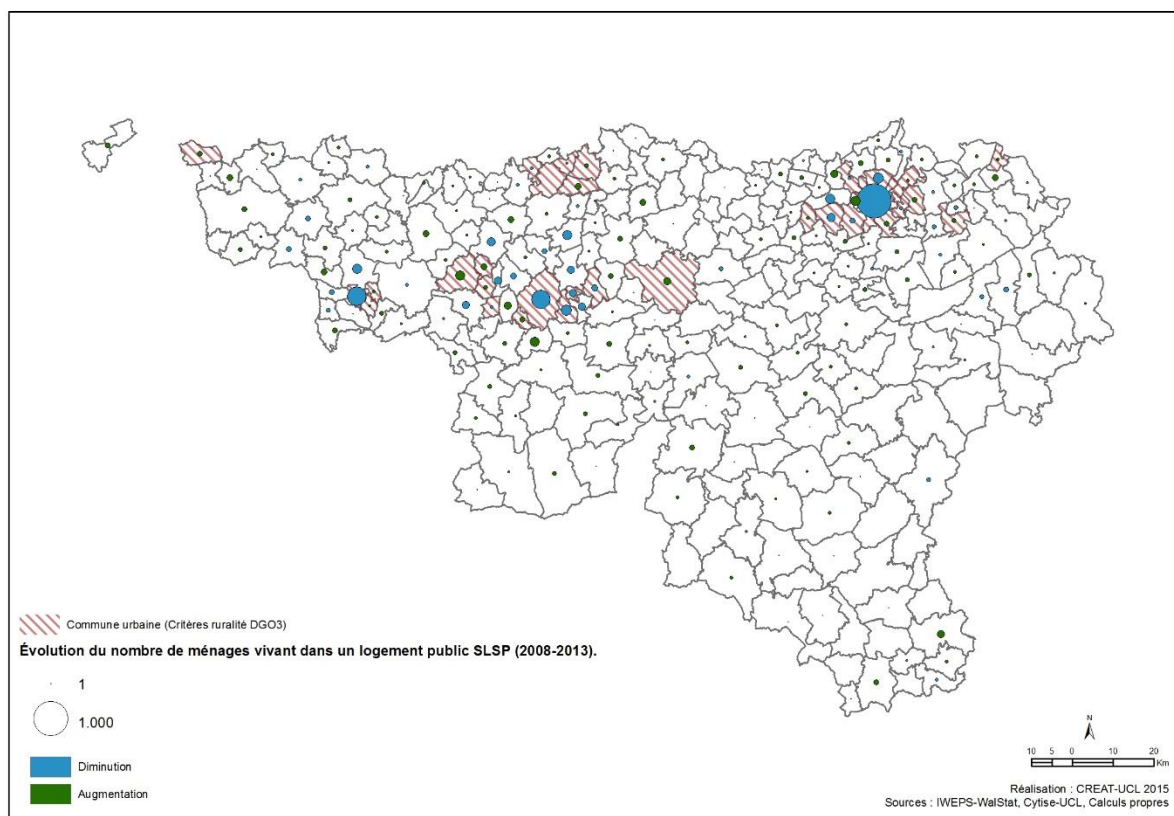 Commune urbaine (Critères ruralité DGO3)
Évolution du nombre de ménages vivant dans un logement public SLSP (2008-2013).
1
1.000
Diminution
Augmentation
N
10 5 0 10 20
Km
Réalisation : CREAT-UCL 2015
Sources : IWEPS-WalStat, Cytise-UCL, Calculs propres